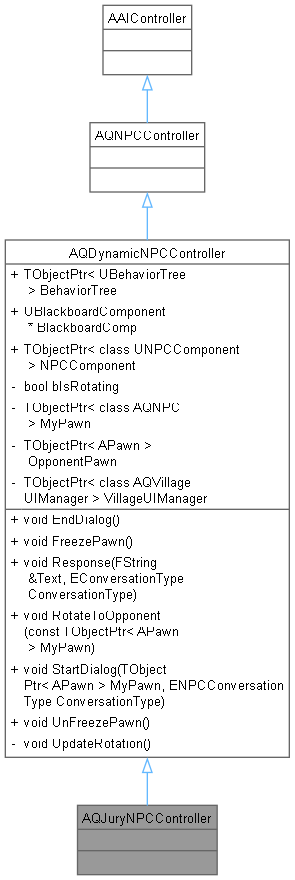 AAIController
AQNPCController
AQDynamicNPCController
+ TObjectPtr< UBehaviorTree
> BehaviorTree
+ UBlackboardComponent
* BlackboardComp
+ TObjectPtr< class UNPCComponent
> NPCComponent
- bool bIsRotating
- TObjectPtr< class AQNPC
> MyPawn
- TObjectPtr< APawn >
OpponentPawn
- TObjectPtr< class AQVillage
UIManager > VillageUIManager
+ void EndDialog()
+ void FreezePawn()
+ void Response(FString
&Text, EConversationType
ConversationType)
+ void RotateToOpponent
(const TObjectPtr< APawn
> MyPawn)
+ void StartDialog(TObject
Ptr< APawn > MyPawn, ENPCConversation
Type ConversationType)
+ void UnFreezePawn()
- void UpdateRotation()
AQJuryNPCController